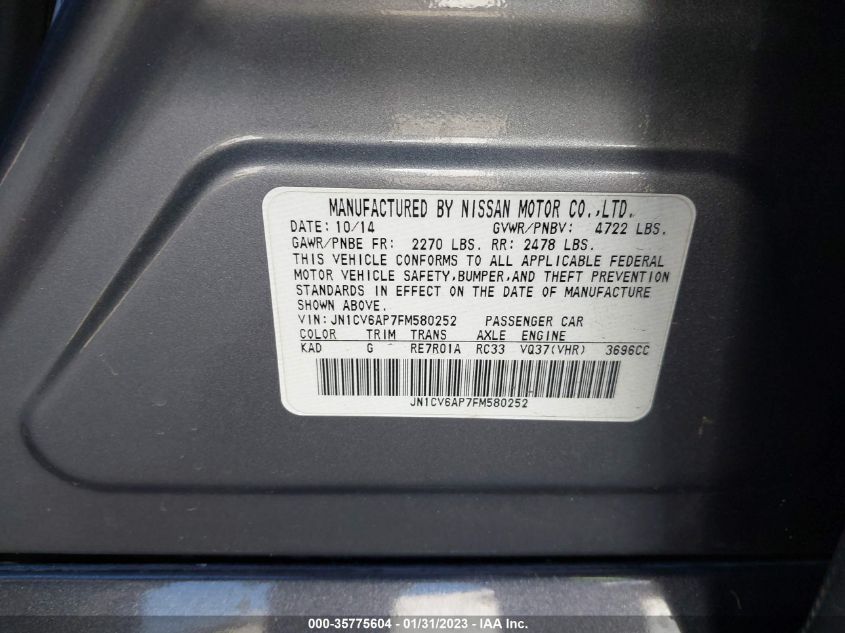 MANUFACTURED BY NISSAN MOTOR CO.,LTD.
DATE: 10/14 GVWR/PNBV: 4722 LBS.
GAWR/PNBE FR: 2270 LBS. RR: 2478 LBS.
THIS VEHICLE CONFORMS TO ALL APPLICABLE FEDERAL
MOTOR VEHICLE SAFETY,BUMPER,AND THEFT PREVENTION
STANDARDS IN EFFECT ON THE DATE OF MANUFACTURE
SHOWN ABOVE.
VIN: JN1CV6AP7FM580252 PASSENGER CAR
COLOR TRIM TRANS AXLE ENGINE
KAD G RE7R01A RC33 VQ37(VHR) 3696CC
JN1CV6AP7FM580252
000-35775604 - 01/31/2023 - © IAA Inc.